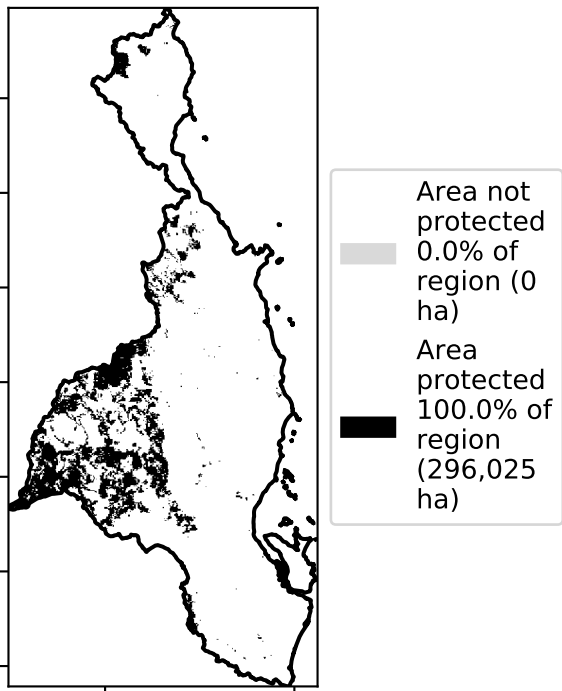 Area not
protected
0.0% of
region (0
ha)
Area
protected
100.0% of
region
(296,025
ha)